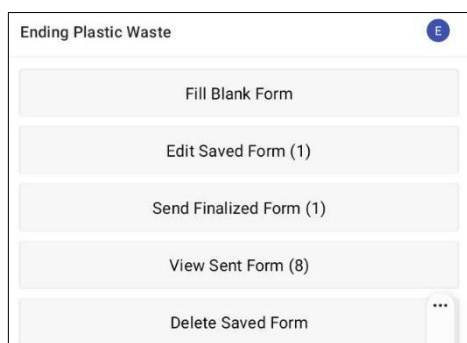 Ending Plastic Waste
E
Fill Blank Form
Edit Saved Form (1)
Send Finalized Form (1)
View Sent Form (8)
Delete Saved Form